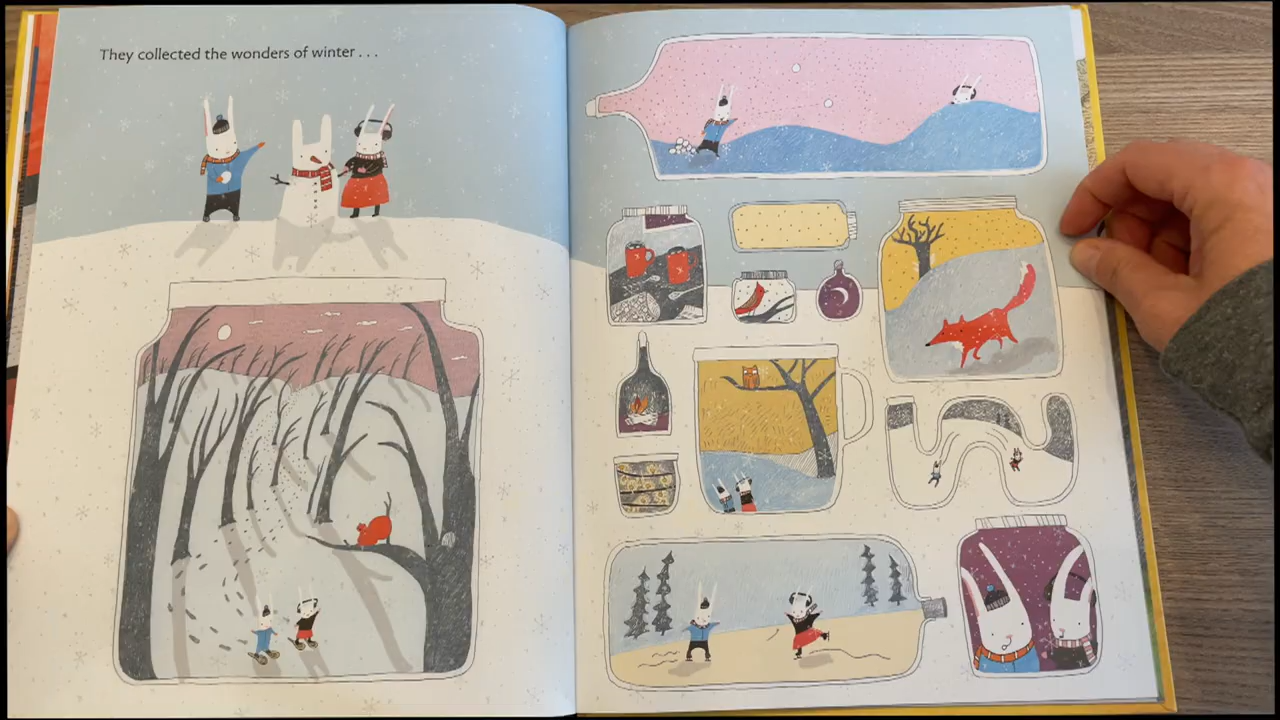 They collected the wonders of winter . . .